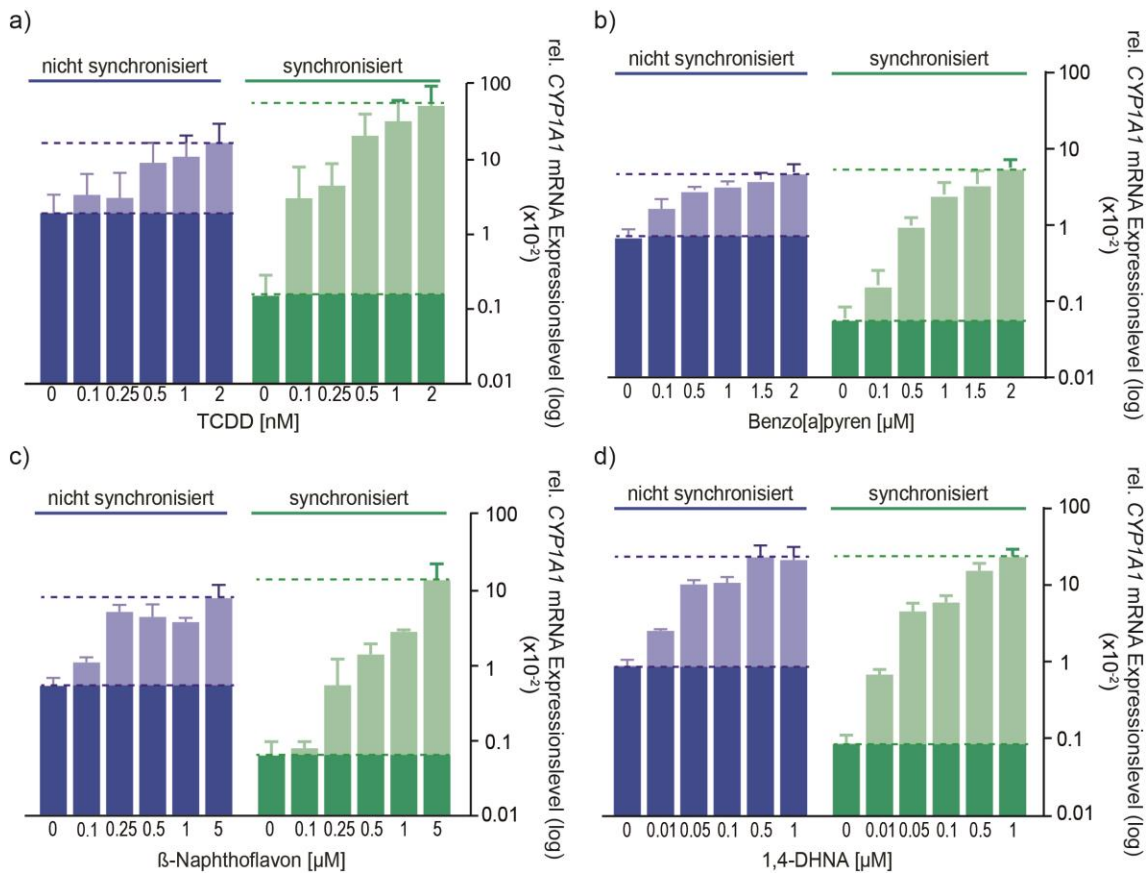 a)
nicht synchronisiert synchronisiert
100
10
1
0.1
0.01
rel. CYP1A1 mRNA Expressionslevel (log)
(x10⁻²)
0 0.1 0.25 0.5 1 2 0 0.1 0.25 0.5 1 2
TCDD [nM]
b)
nicht synchronisiert synchronisiert
100
10
1
0.1
0.01
rel. CYP1A1 mRNA Expressionslevel (log)
(x10⁻²)
0 0.1 0.5 1 1.5 2 0 0.1 0.5 1 1.5 2
Benzo[a]pyren [µM]
c)
nicht synchronisiert synchronisiert
100
10
1
0.1
0.01
rel. CYP1A1 mRNA Expressionslevel (log)
(x10⁻²)
0 0.1 0.25 0.5 1 5 0 0.1 0.25 0.5 1 5
ß-Naphthoflavon [µM]
d)
nicht synchronisiert synchronisiert
100
10
1
0.1
0.01
rel. CYP1A1 mRNA Expressionslevel (log)
(x10⁻²)
0 0.01 0.05 0.1 0.5 1 0 0.01 0.05 0.1 0.5 1
1,4-DHNA [µM]